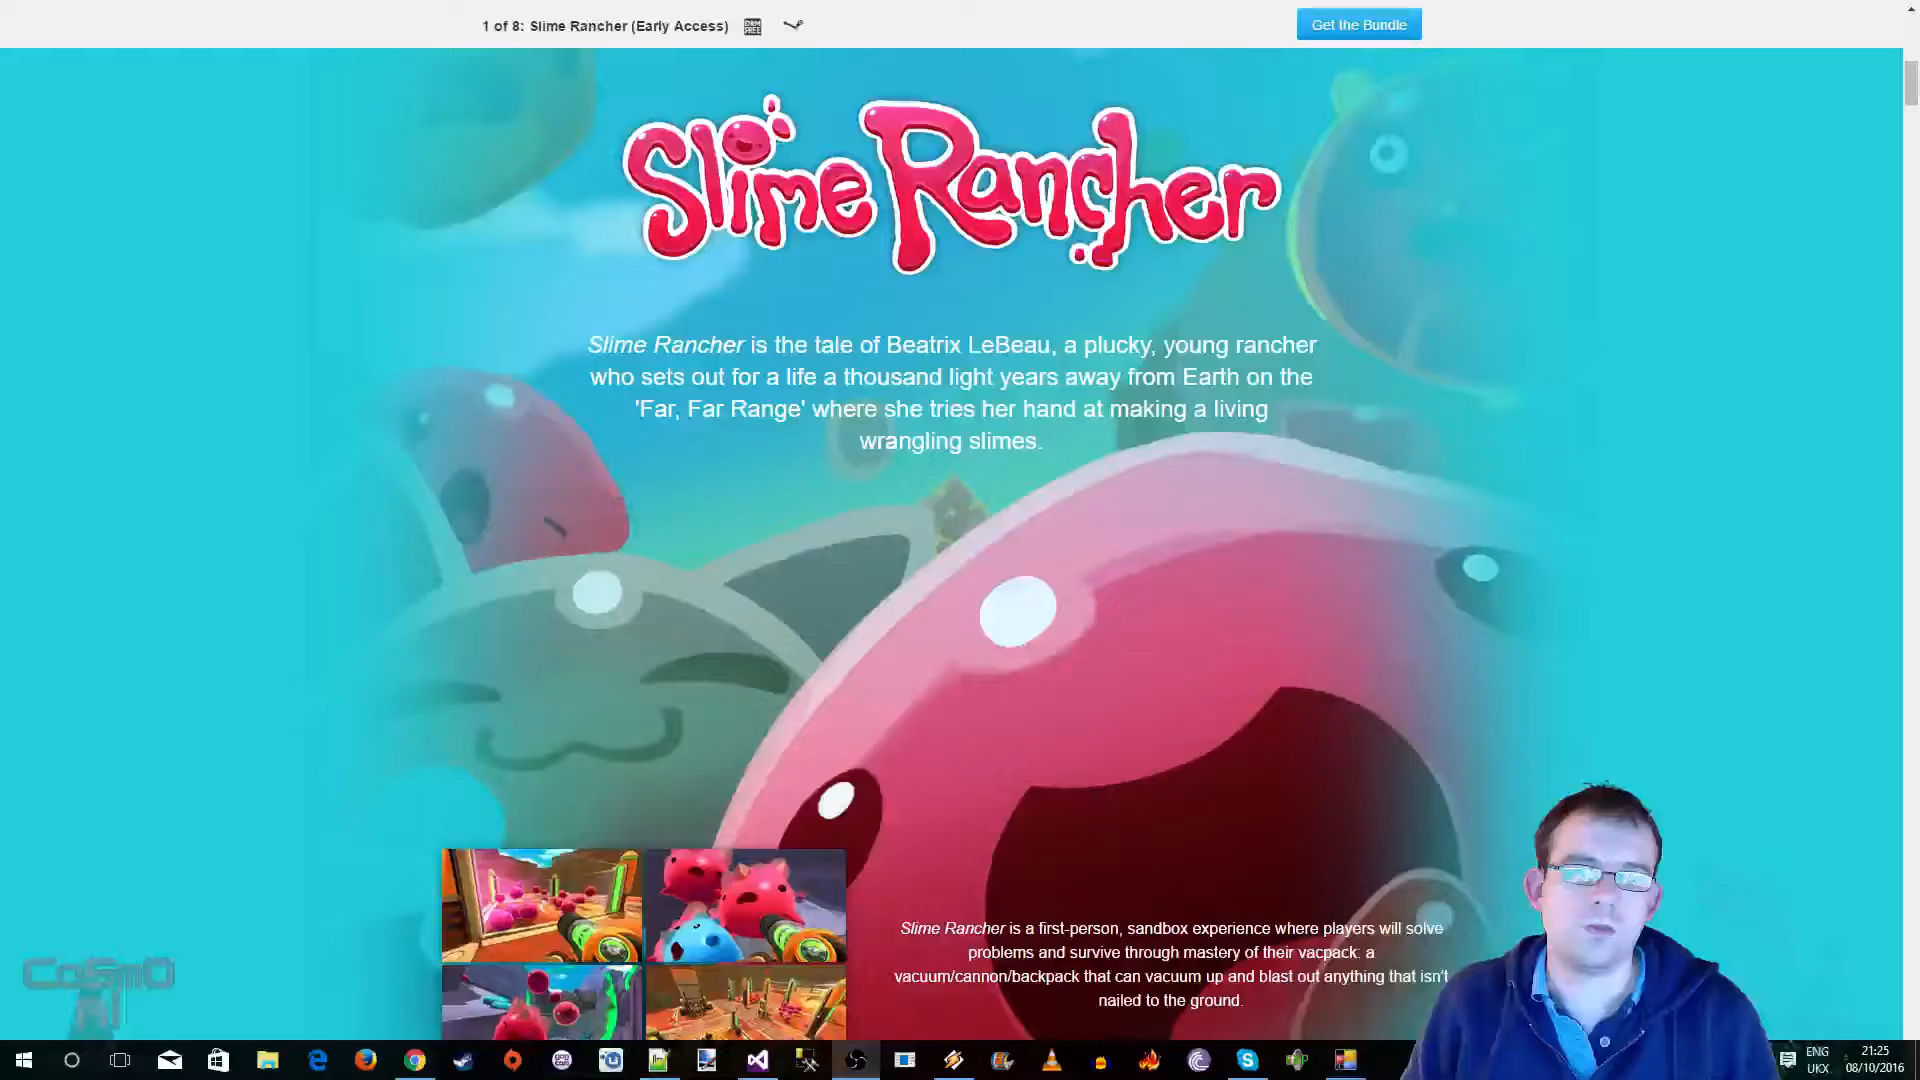 1 of 8: Slime Rancher (Early Access)
DRM FREE
Get the Bundle
Slime Rancher
Slime Rancher is the tale of Beatrix LeBeau, a plucky, young rancher
who sets out for a life a thousand light years away from Earth on the
'Far, Far Range' where she tries her hand at making a living
wrangling slimes.
Slime Rancher is a first-person, sandbox experience where players will solve
problems and survive through mastery of their vacpack: a
vacuum/cannon/backpack that can vacuum up and blast out anything that isn't
nailed to the ground.
ENG
UKX
21:25
08/10/2016